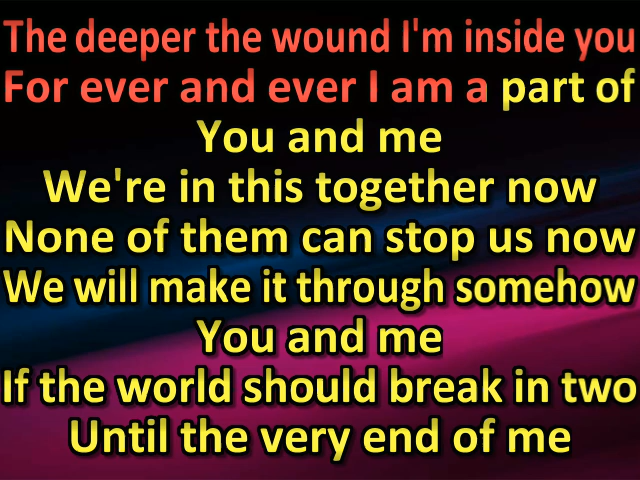 The deeper the wound I'm inside you
For ever and ever I am a part of
You and me
We're in this together now
None of them can stop us now
We will make it through somehow
You and me
If the world should break in two
Until the very end of me